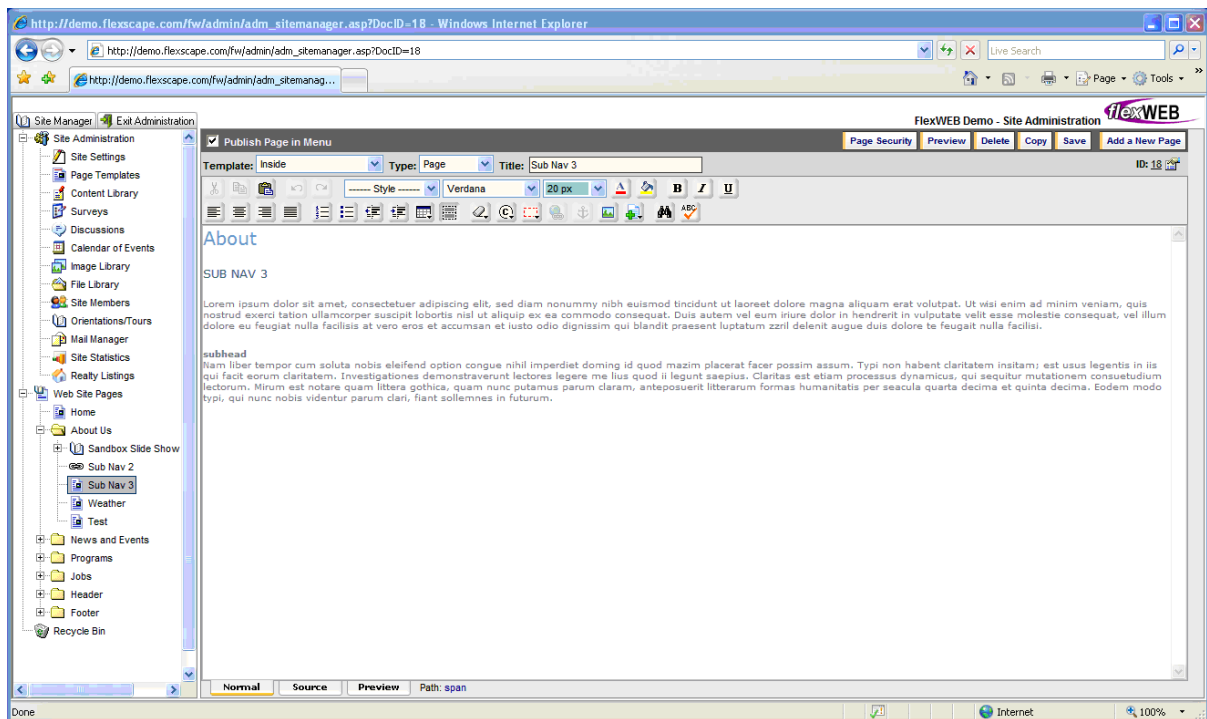 http://demo.flexscape.com/fw/admin/adm_sitemanager.asp?DocID=18 - Windows Internet Explorer
http://demo.flexscape.com/fw/admin/adm_sitemanager.asp?DocID=18
Live Search
http://demo.flexscape.com/fw/admin/adm_sitemanag...
Page Tools
Site Manager Exit Administration
FlexWEB Demo - Site Administration flexWEB
Site Administration
Site Settings
Page Templates
Content Library
Surveys
Discussions
Calendar of Events
Image Library
File Library
Site Members
Orientations/Tours
Mail Manager
Site Statistics
Realty Listings
Web Site Pages
Home
About Us
Sandbox Slide Show
Sub Nav 2
Sub Nav 3
Weather
Test
News and Events
Programs
Jobs
Header
Footer
Recycle Bin
Publish Page in Menu Page Security Preview Delete Copy Save Add a New Page
Template: Inside Type: Page Title: Sub Nav 3 ID: 18
------ Style ------ Verdana 20 px A B I U
ABC
About
SUB NAV 3
Lorem ipsum dolor sit amet, consectetuer adipiscing elit, sed diam nonummy nibh euismod tincidunt ut laoreet dolore magna aliquam erat volutpat. Ut wisi enim ad minim veniam, quis
nostrud exerci tation ullamcorper suscipit lobortis nisl ut aliquip ex ea commodo consequat. Duis autem vel eum iriure dolor in hendrerit in vulputate velit esse molestie consequat, vel illum
dolore eu feugiat nulla facilisis at vero eros et accumsan et iusto odio dignissim qui blandit praesent luptatum zzril delenit augue duis dolore te feugait nulla facilisi.
subhead
Nam liber tempor cum soluta nobis eleifend option congue nihil imperdiet doming id quod mazim placerat facer possim assum. Typi non habent claritatem insitam; est usus legentis in iis
qui facit eorum claritatem. Investigationes demonstraverunt lectores legere me lius quod ii legunt saepius. Claritas est etiam processus dynamicus, qui sequitur mutationem consuetudium
lectorum. Mirum est notare quam littera gothica, quam nunc putamus parum claram, anteposuerit litterarum formas humanitatis per seacula quarta decima et quinta decima. Eodem modo
typi, qui nunc nobis videntur parum clari, fiant sollemnes in futurum.
Normal Source Preview Path: span
Done Internet 100%